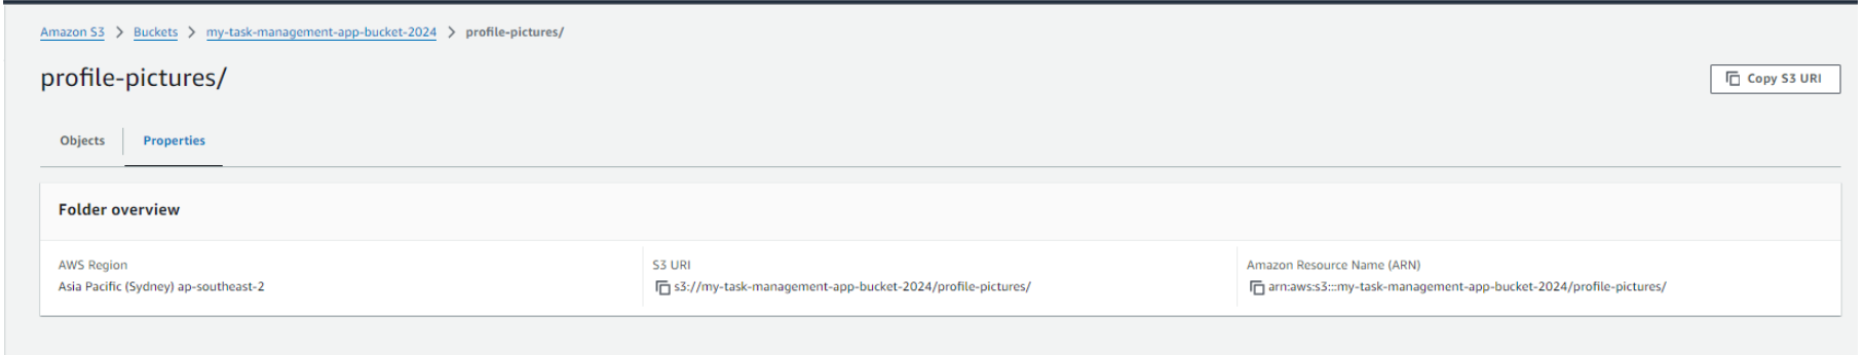 Amazon S3 > Buckets > my-task-management-app-bucket-2024 > profile-pictures/
profile-pictures/
Copy S3 URI
Objects
Properties
Folder overview
AWS Region
Asia Pacific (Sydney) ap-southeast-2
S3 URI
s3://my-task-management-app-bucket-2024/profile-pictures/
Amazon Resource Name (ARN)
arn:aws:s3:::my-task-management-app-bucket-2024/profile-pictures/